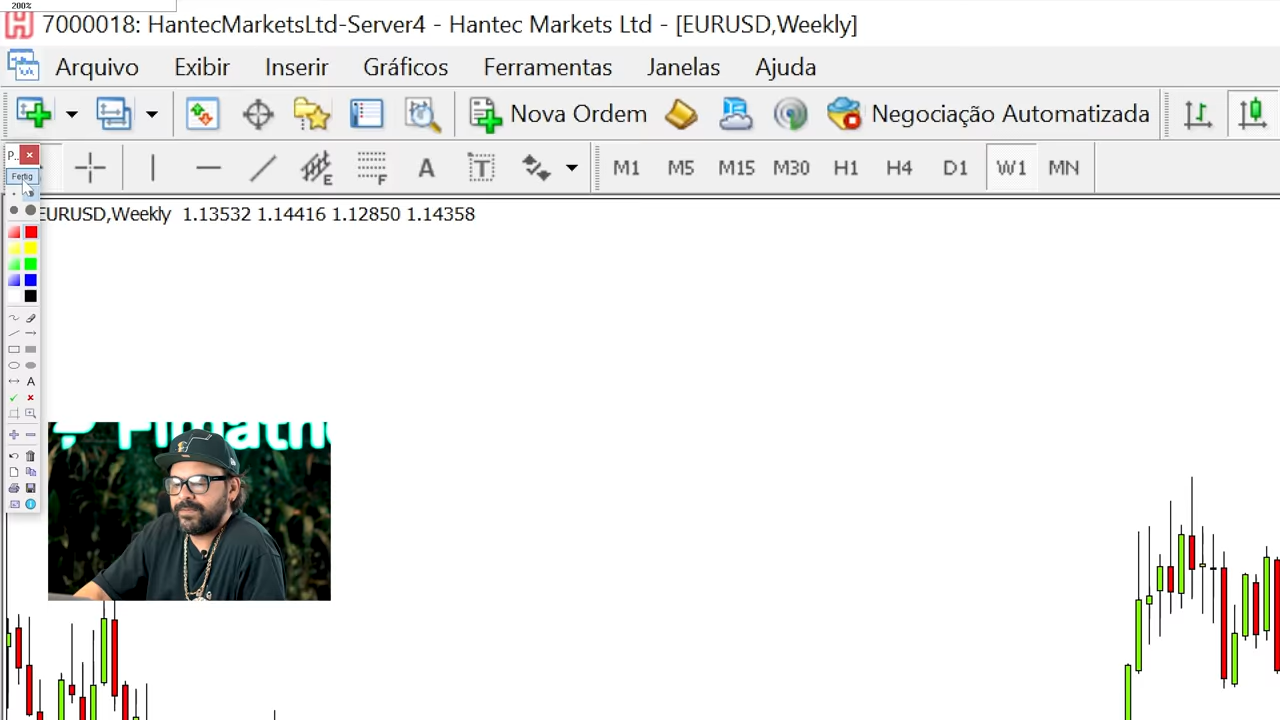 200%
7000018: HantecMarketsLtd-Server4 - Hantec Markets Ltd - [EURUSD,Weekly]
Arquivo Exibir Inserir Gráficos Ferramentas Janelas Ajuda
Nova Ordem Negociação Automatizada
P..
E F A T M1 M5 M15 M30 H1 H4 D1 W1 MN
Fertig
EURUSD,Weekly 1.13532 1.14416 1.12850 1.14358
A